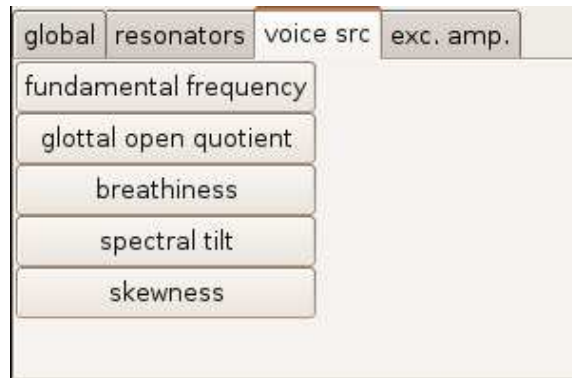 global resonators voice src exc. amp.
fundamental frequency
glottal open quotient
breathiness
spectral tilt
skewness